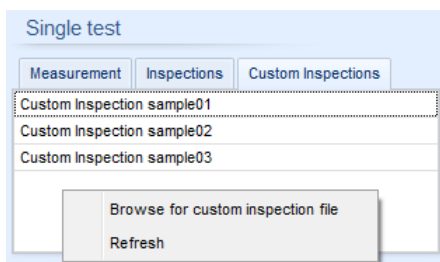 Single test
Measurement Inspections Custom Inspections
Custom Inspection sample01
Custom Inspection sample02
Custom Inspection sample03
Browse for custom inspection file
Refresh